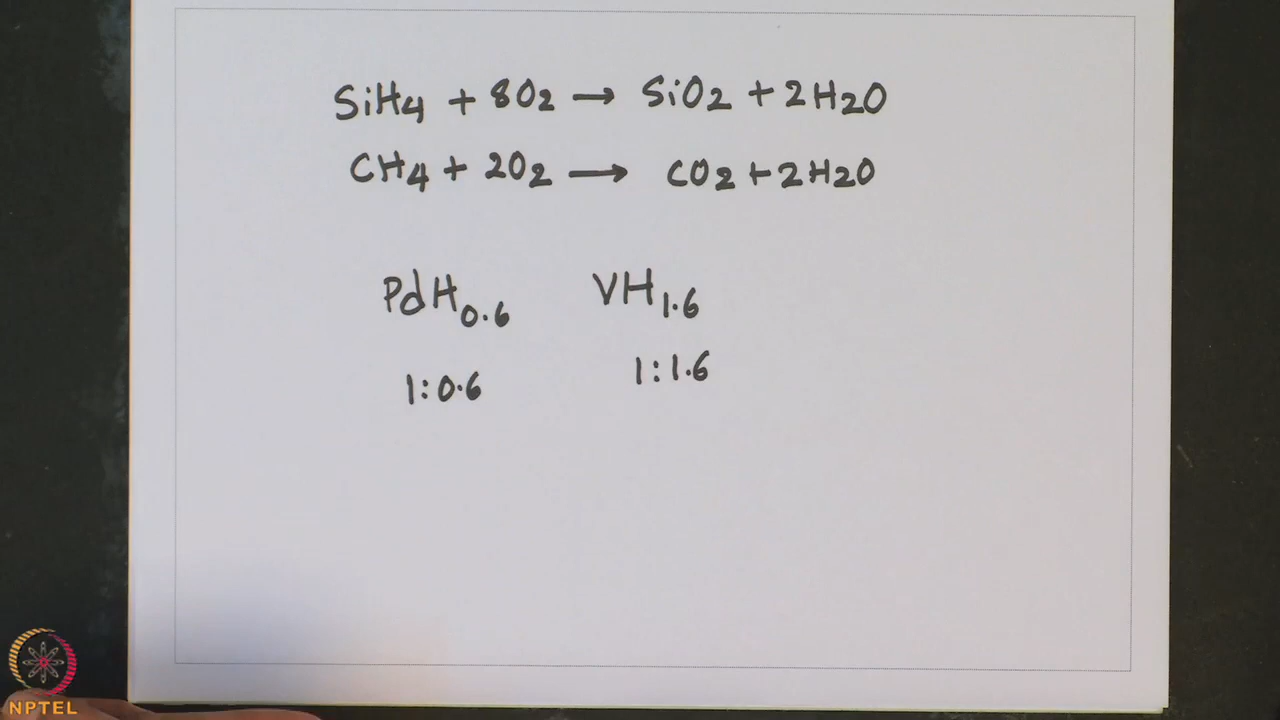 SiH4 + 8O2 → SiO2 + 2H2O
CH4 + 2O2 → CO2 + 2H2O
PdH0.6 VH1.6
1:0.6 1:1.6
NPTEL